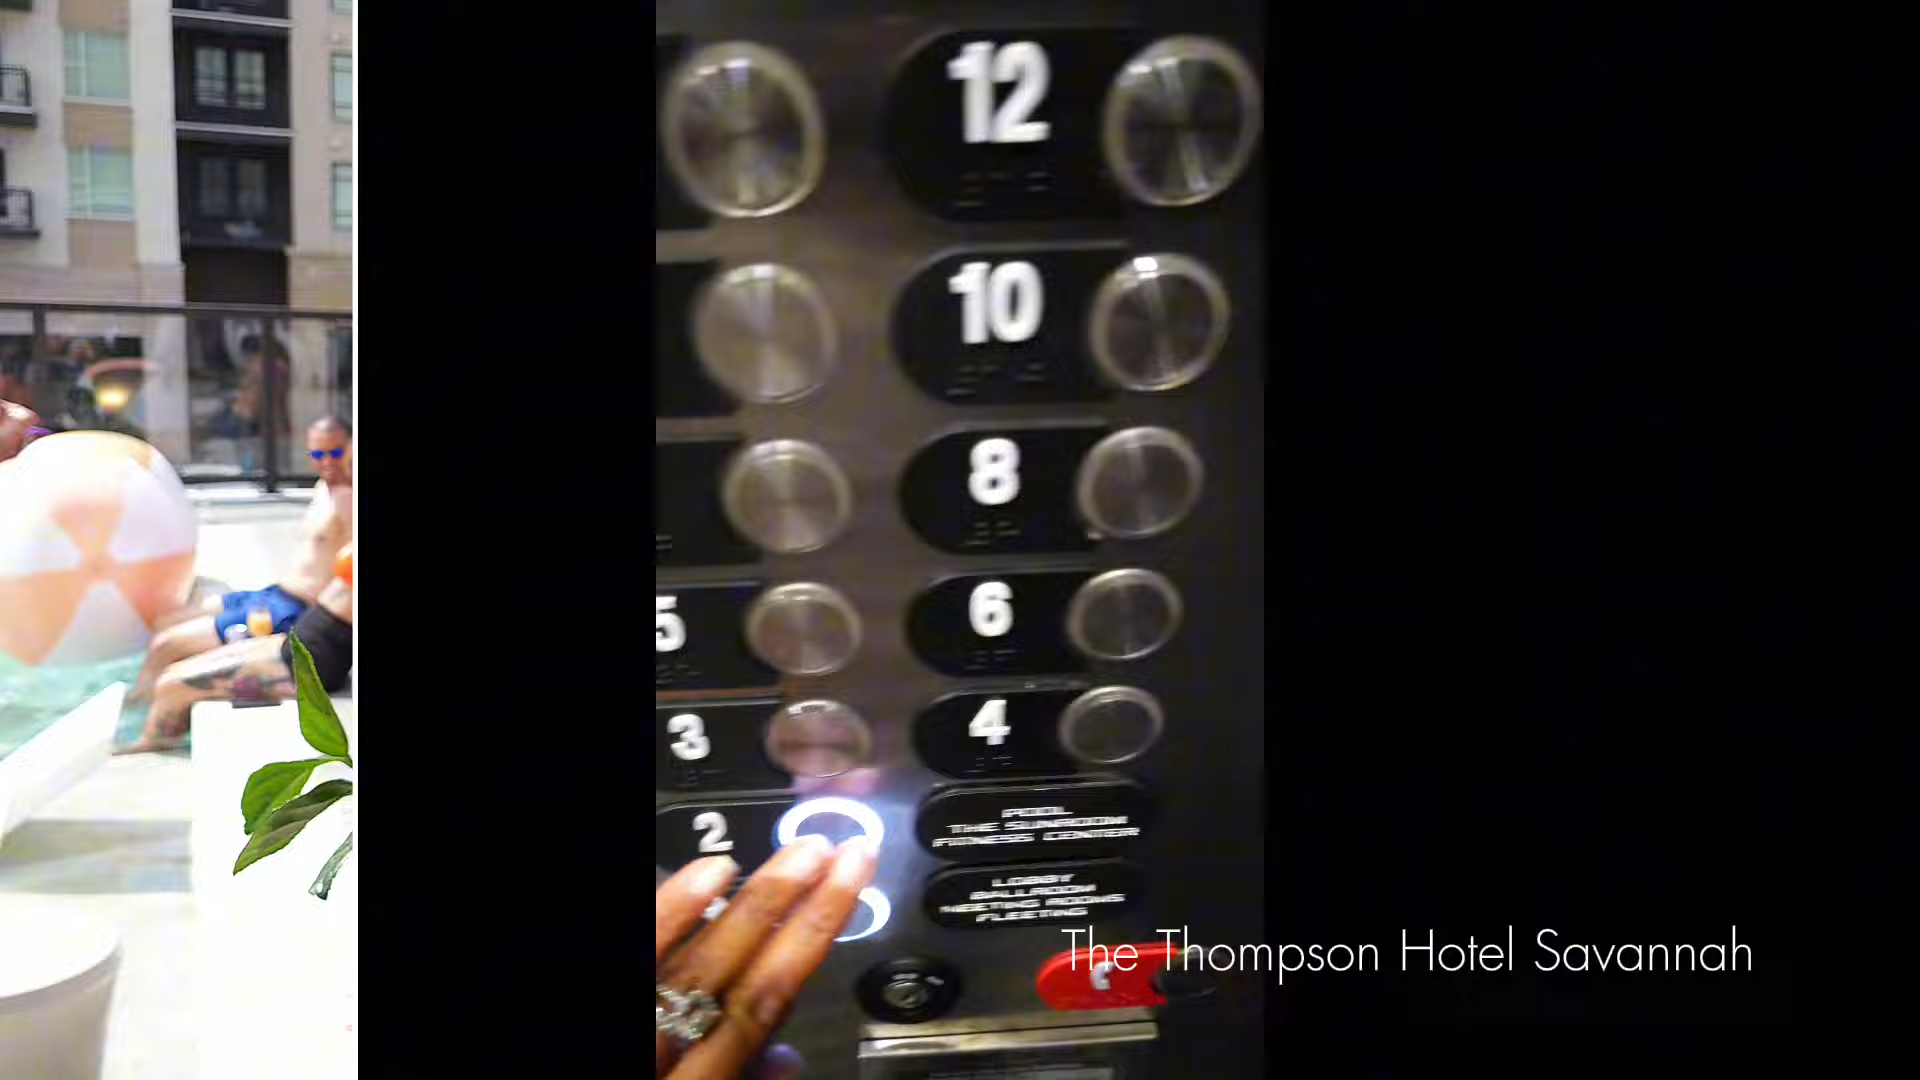 12
10
8
5
6
3
4
2
POOL
THE SUNROOM
FITNESS CENTER
LOBBY
BALLROOM
MEETING ROOMS
FLEETING
The Thompson Hotel Savannah